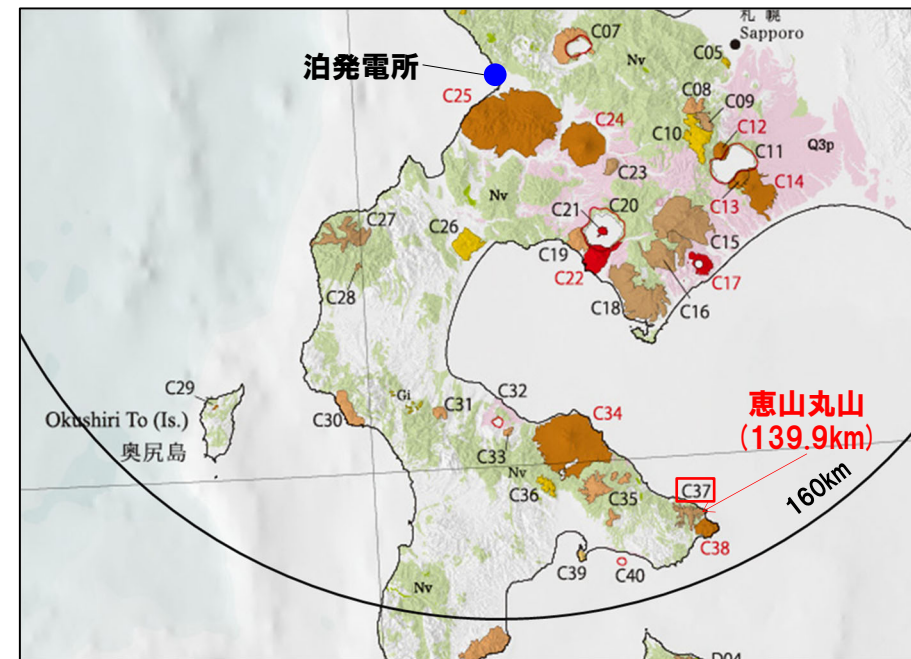 札 幌
Sapporo
C07
C05
Nv
泊発電所
C25
C08
C09
C24
C10
C12
C11
Q3p
C23
C14
C13
Nv
C21
C20
C27
C26
C15
C19
C22
C17
C28
C18
C16
C29
Gi
C32
C31
C34
恵山丸山
(139.9km)
Okushiri To (Is.)
C30
奥尻島
C33
Nv
C36
C35
C37
160km
C38
C39
C40
Nv
D04